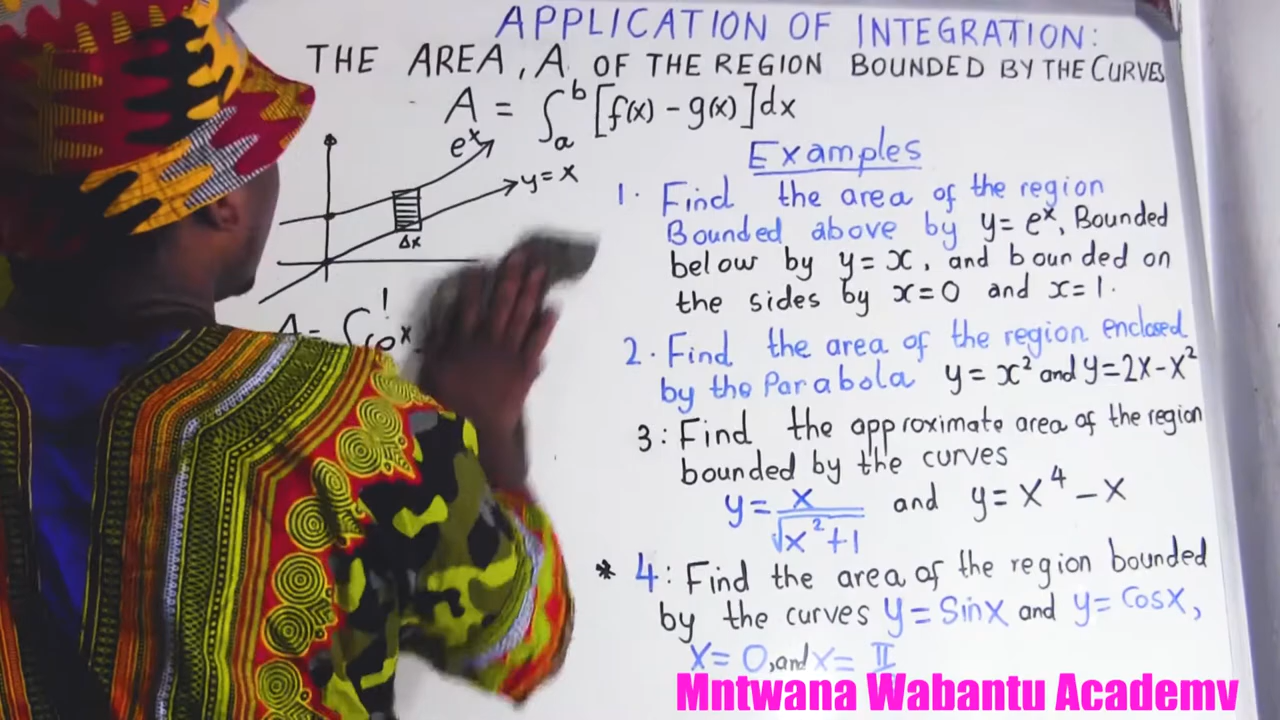 APPLICATION OF INTEGRATION:
THE AREA, A OF THE REGION BOUNDED BY THE CURVES
A = ∫ₐᵇ [f(x) - g(x)]dx
eˣ
y=x
Δx
A = ∫ 1
Examples
1. Find the area of the region
Bounded above by y= eˣ, Bounded
below by y= x, and bounded on
the sides by x=0 and x=1.
2. Find the area of the region enclosed
by the Parabola y= x² and y=2x-x²
3: Find the approximate area of the region
bounded by the curves
y= x/√x²+1 and y= x⁴-x
* 4: Find the area of the region bounded
by the curves y= Sinx and y= Cosx,
x= 0, and x= π
Mntwana Wabantu Academy